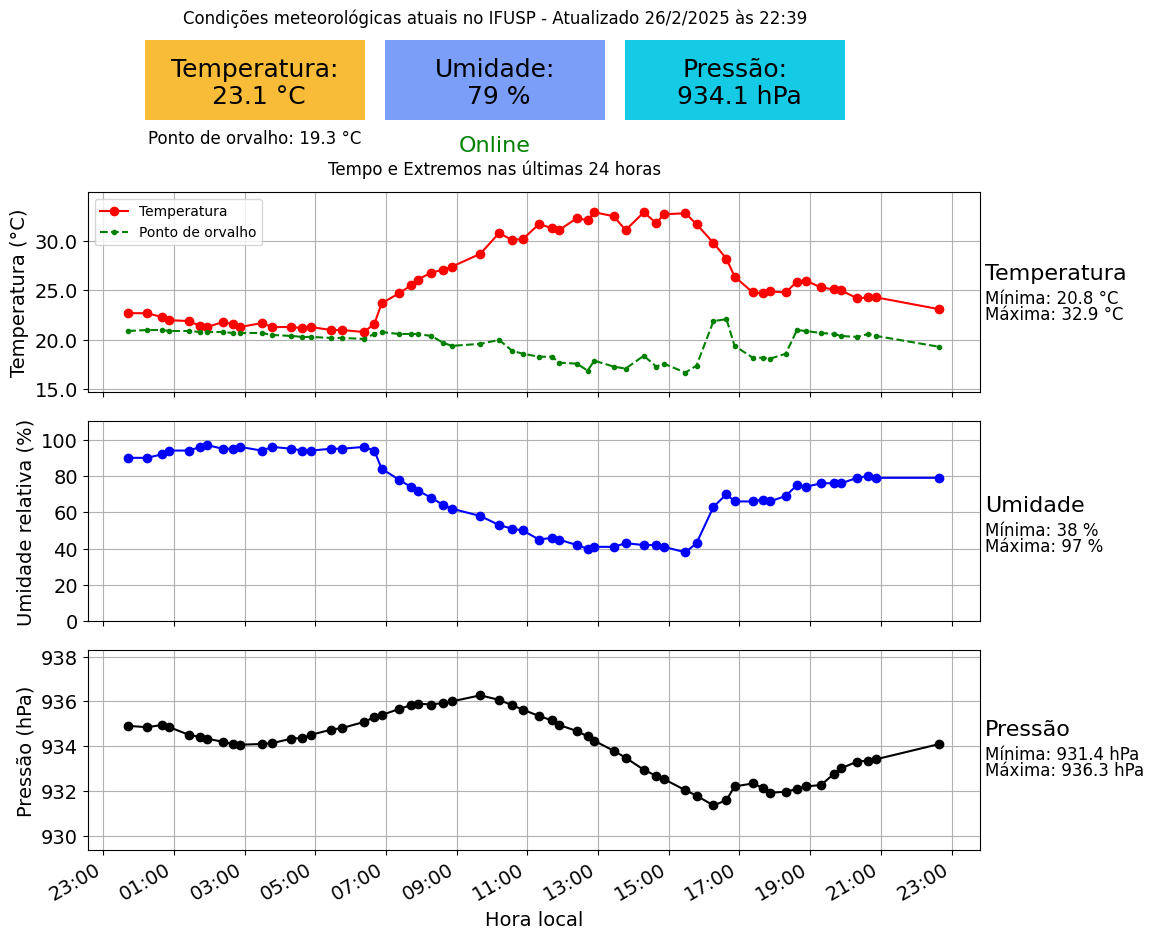 Condições meteorológicas atuais no IFUSP - Atualizado 26/2/2025 às 22:39
Temperatura:
23.1 °C
Umidade:
79 %
Pressão:
934.1 hPa
Ponto de orvalho: 19.3 °C
Online
Tempo e Extremos nas últimas 24 horas
Temperatura (°C)
30.0
25.0
20.0
15.0
Temperatura
Ponto de orvalho
Temperatura
Mínima: 20.8 °C
Máxima: 32.9 °C
Umidade relativa (%)
100
80
60
40
20
0
Umidade
Mínima: 38 %
Máxima: 97 %
Pressão (hPa)
938
936
934
932
930
Pressão
Mínima: 931.4 hPa
Máxima: 936.3 hPa
23:00 01:00 03:00 05:00 07:00 09:00 11:00 13:00 15:00 17:00 19:00 21:00 23:00
Hora local